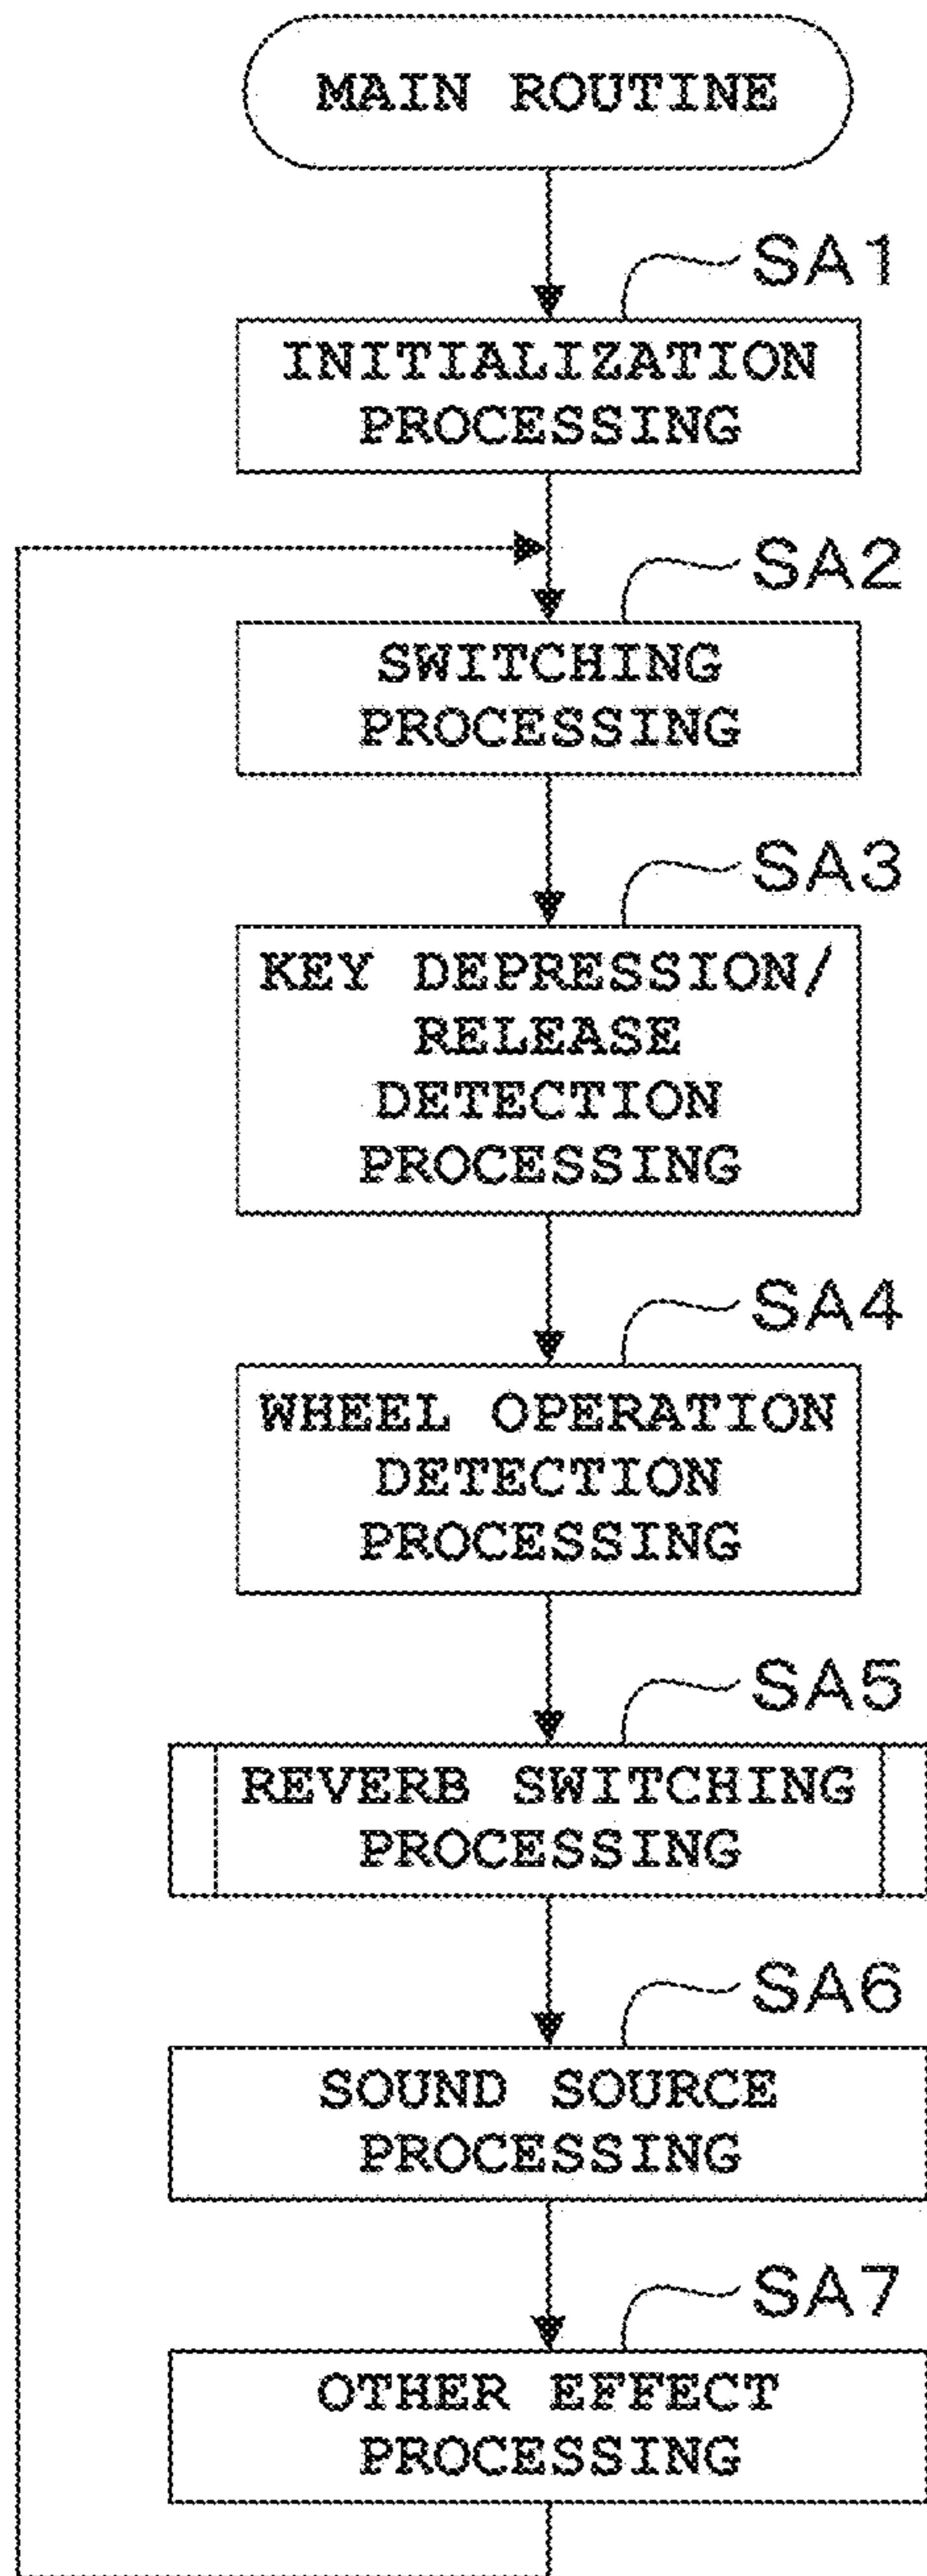 MAIN ROUTINE
SA1
INITIALIZATION
PROCESSING
SA2
SWITCHING
PROCESSING
SA3
KEY DEPRESSION/
RELEASE
DETECTION
PROCESSING
SA4
WHEEL OPERATION
DETECTION
PROCESSING
SA5
REVERB SWITCHING
PROCESSING
SA6
SOUND SOURCE
PROCESSING
SA7
OTHER EFFECT
PROCESSING